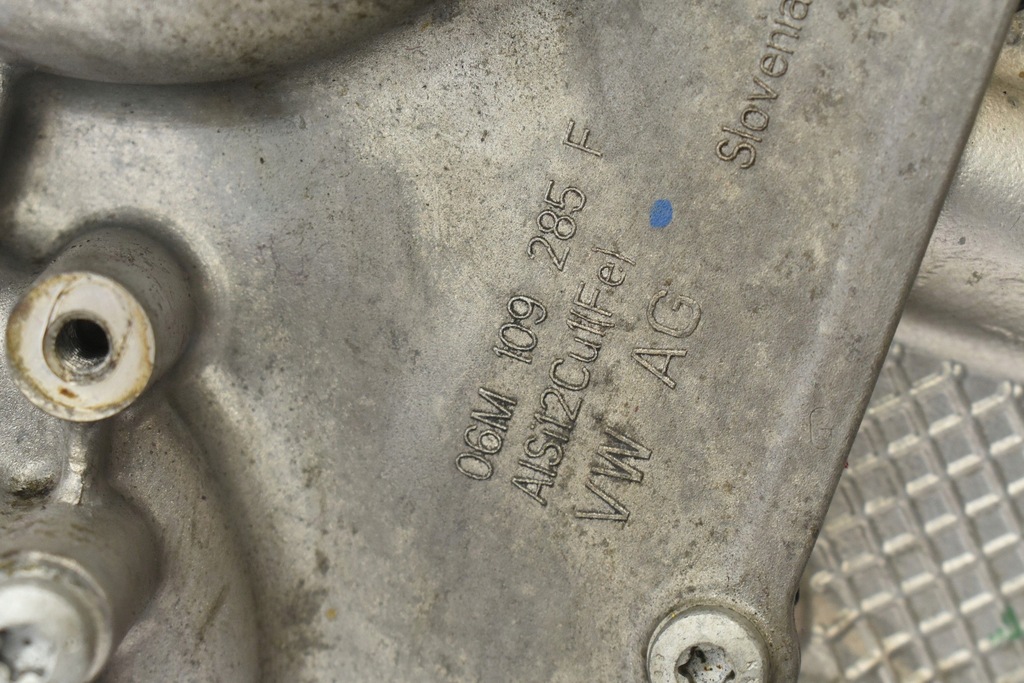 06M 109 285 F
AlSi12Cu1(Fe)
VW AG
Slovenia